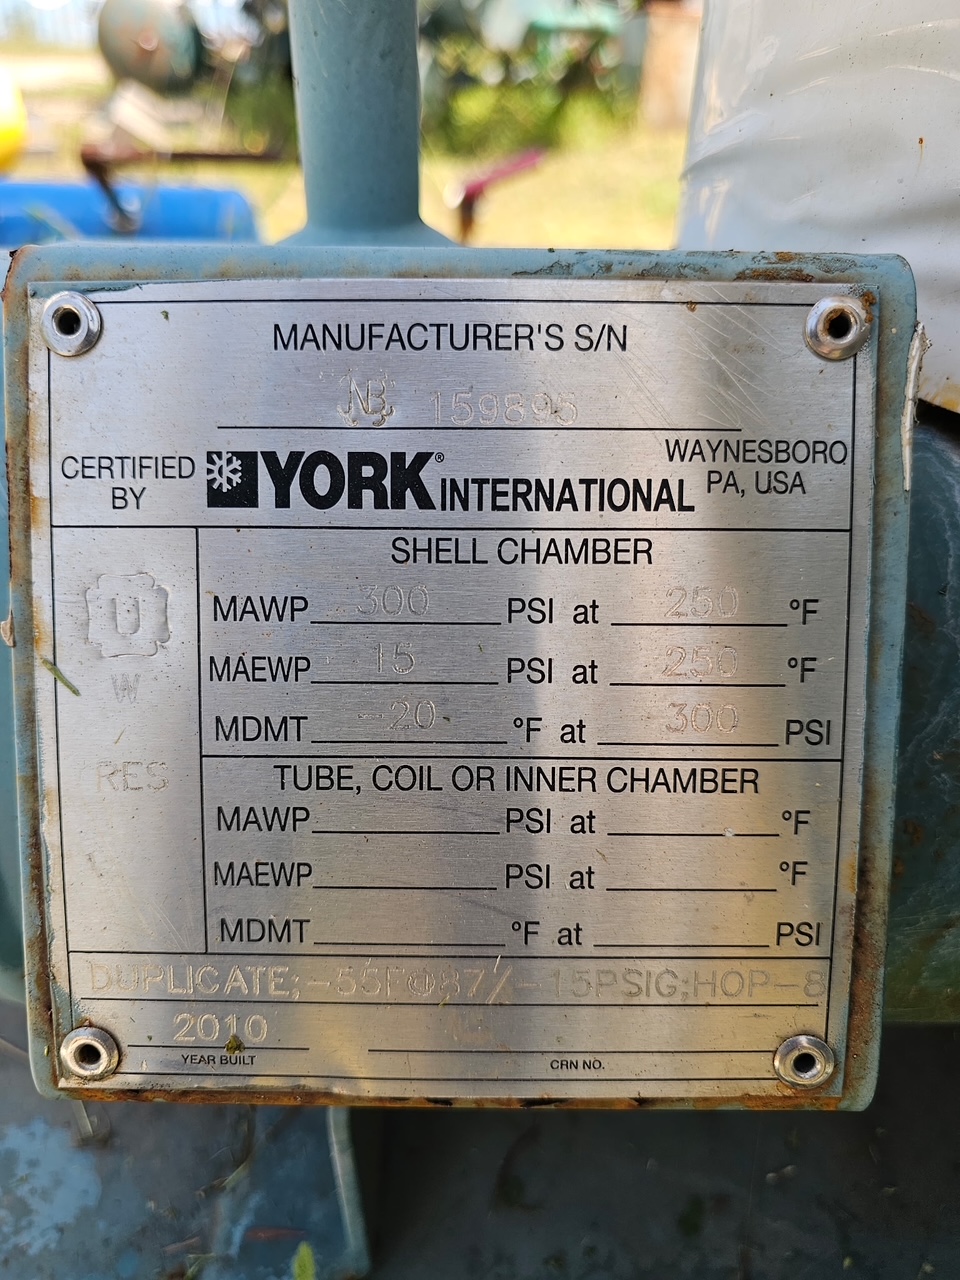 MANUFACTURER'S S/N
NB 159895
CERTIFIED BY
YORK® INTERNATIONAL
WAYNESBORO PA, USA
SHELL CHAMBER
U
W
RES
MAWP 300 PSI at 250 °F
MAEWP 15 PSI at 250 °F
MDMT -20 °F at 300 PSI
TUBE, COIL OR INNER CHAMBER
MAWP PSI at °F
MAEWP PSI at °F
MDMT °F at PSI
DUPLICATE;-55F@87/-15PSIG;HOP-8
2010
YEAR BUILT CRN NO.